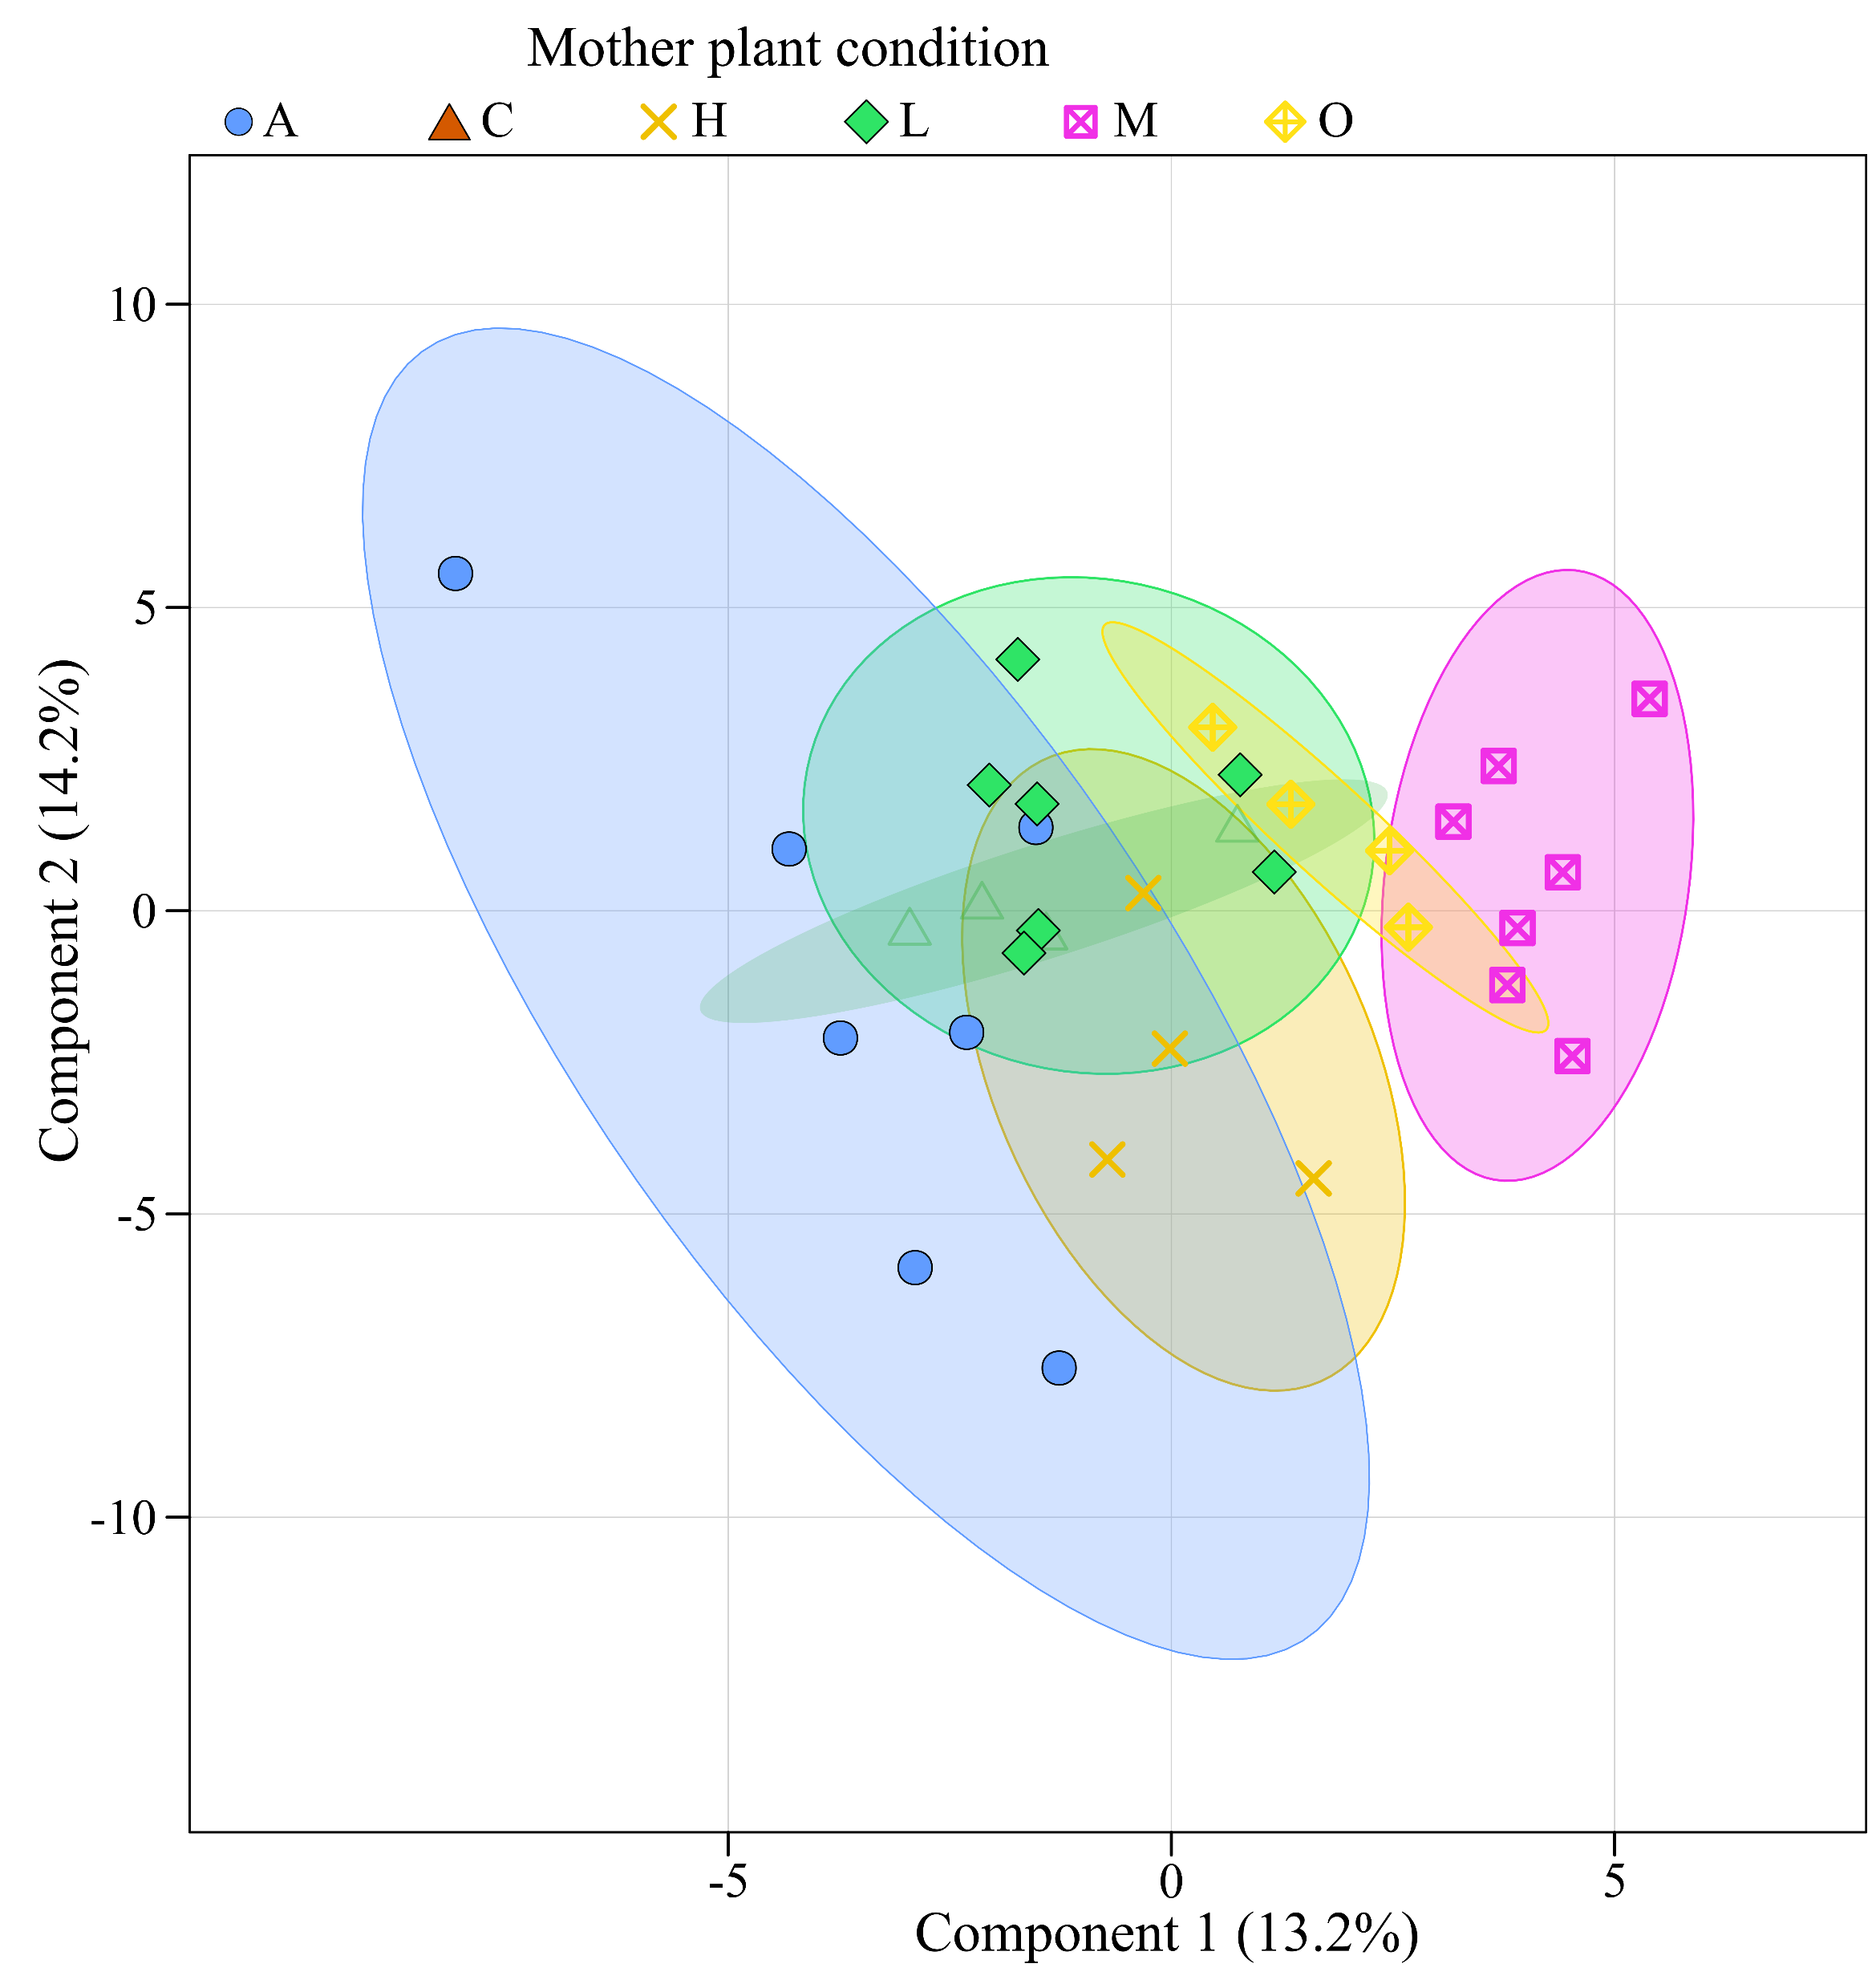 Mother plant condition
A C H L M O
10
5
0
-5
-10
Component 2 (14.2%)
-5 0 5
Component 1 (13.2%)